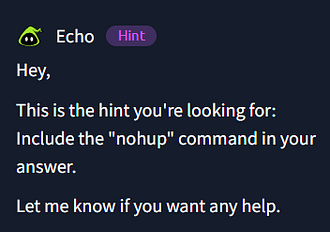 Echo Hint
Hey,
This is the hint you're looking for:
Include the "nohup" command in your
answer.
Let me know if you want any help.